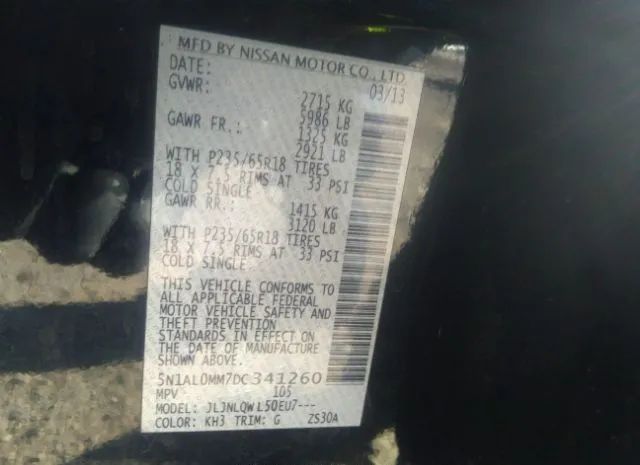 MFD BY NISSAN MOTOR CO., LTD
DATE: 03/13
GVWR: 2715 KG
5986 LB
GAWR FR.: 1325 KG
2921 LB
WITH P235/65R18 TIRES
18 X 7.5 RIMS AT 33 PSI
COLD SINGLE
GAWR RR.: 1415 KG
3120 LB
WITH P235/65R18 TIRES
18 X 7.5 RIMS AT 33 PSI
COLD SINGLE
THIS VEHICLE CONFORMS TO
ALL APPLICABLE FEDERAL
MOTOR VEHICLE SAFETY AND
THEFT PREVENTION
STANDARDS IN EFFECT ON
THE DATE OF MANUFACTURE
SHOWN ABOVE.
5N1AL0MM7DC341260
MPV 105
MODEL: JLJNLQWL50EU7---
COLOR: KH3 TRIM: G ZS30A